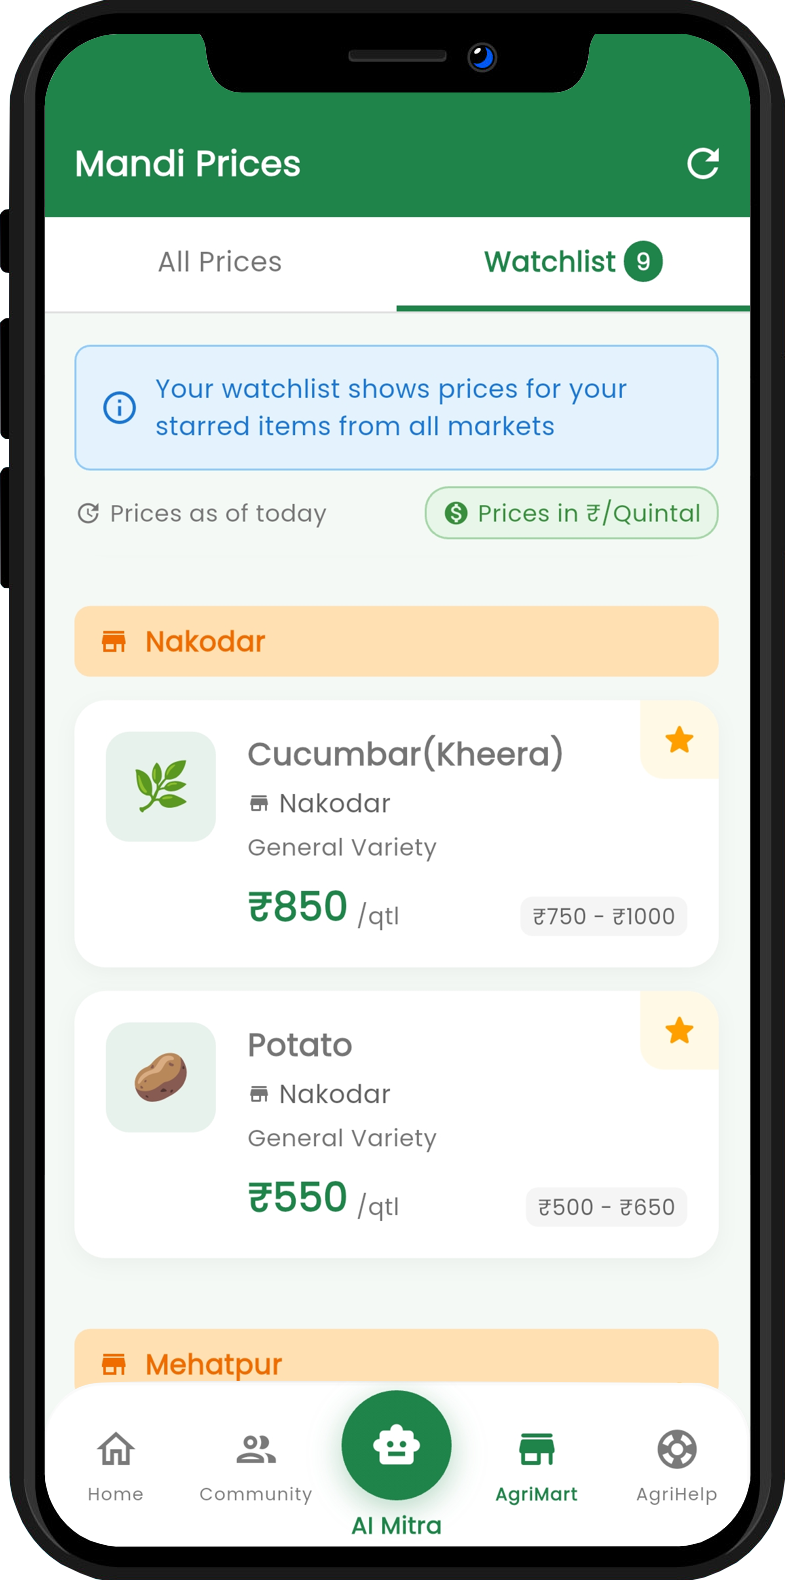 Mandi Prices
All Prices
Watchlist 9
Your watchlist shows prices for your
starred items from all markets
Prices as of today
Prices in ₹/Quintal
Nakodar
Cucumbar(Kheera)
Nakodar
General Variety
₹850 /qtl
₹750 - ₹1000
Potato
Nakodar
General Variety
₹550 /qtl
₹500 - ₹650
Mehatpur
Home
Community
AI Mitra
AgriMart
AgriHelp